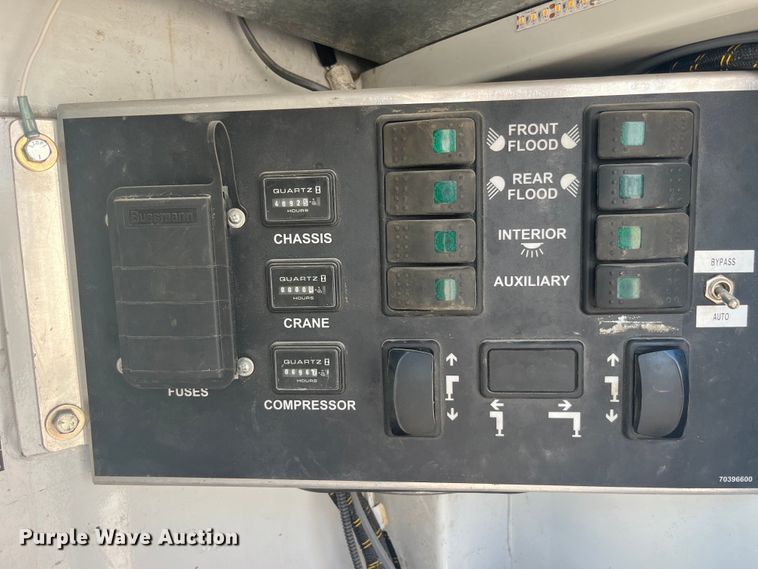 FRONT
FLOOD
REAR
FLOOD
INTERIOR
AUXILIARY
BYPASS
AUTO
Bussmann
FUSES
QUARTZ
HOURS
CHASSIS
QUARTZ
HOURS
CRANE
QUARTZ
HOURS
COMPRESSOR
70396600
Purple Wave Auction